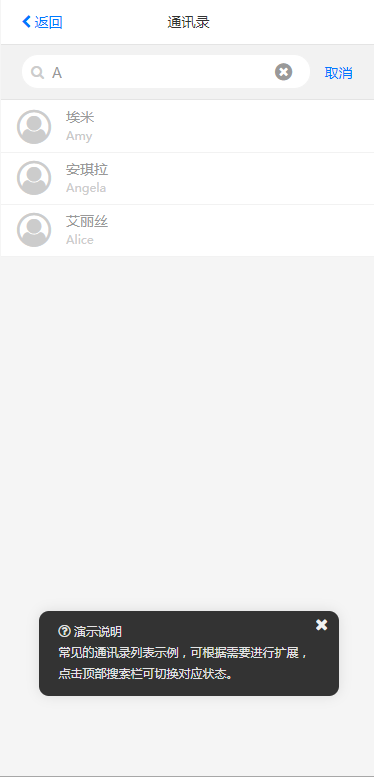 返回
通讯录
A
取消
埃米
Amy
安琪拉
Angela
艾丽丝
Alice
演示说明
常见的通讯录列表示例，可根据需要进行扩展，
点击顶部搜索栏可切换对应状态。